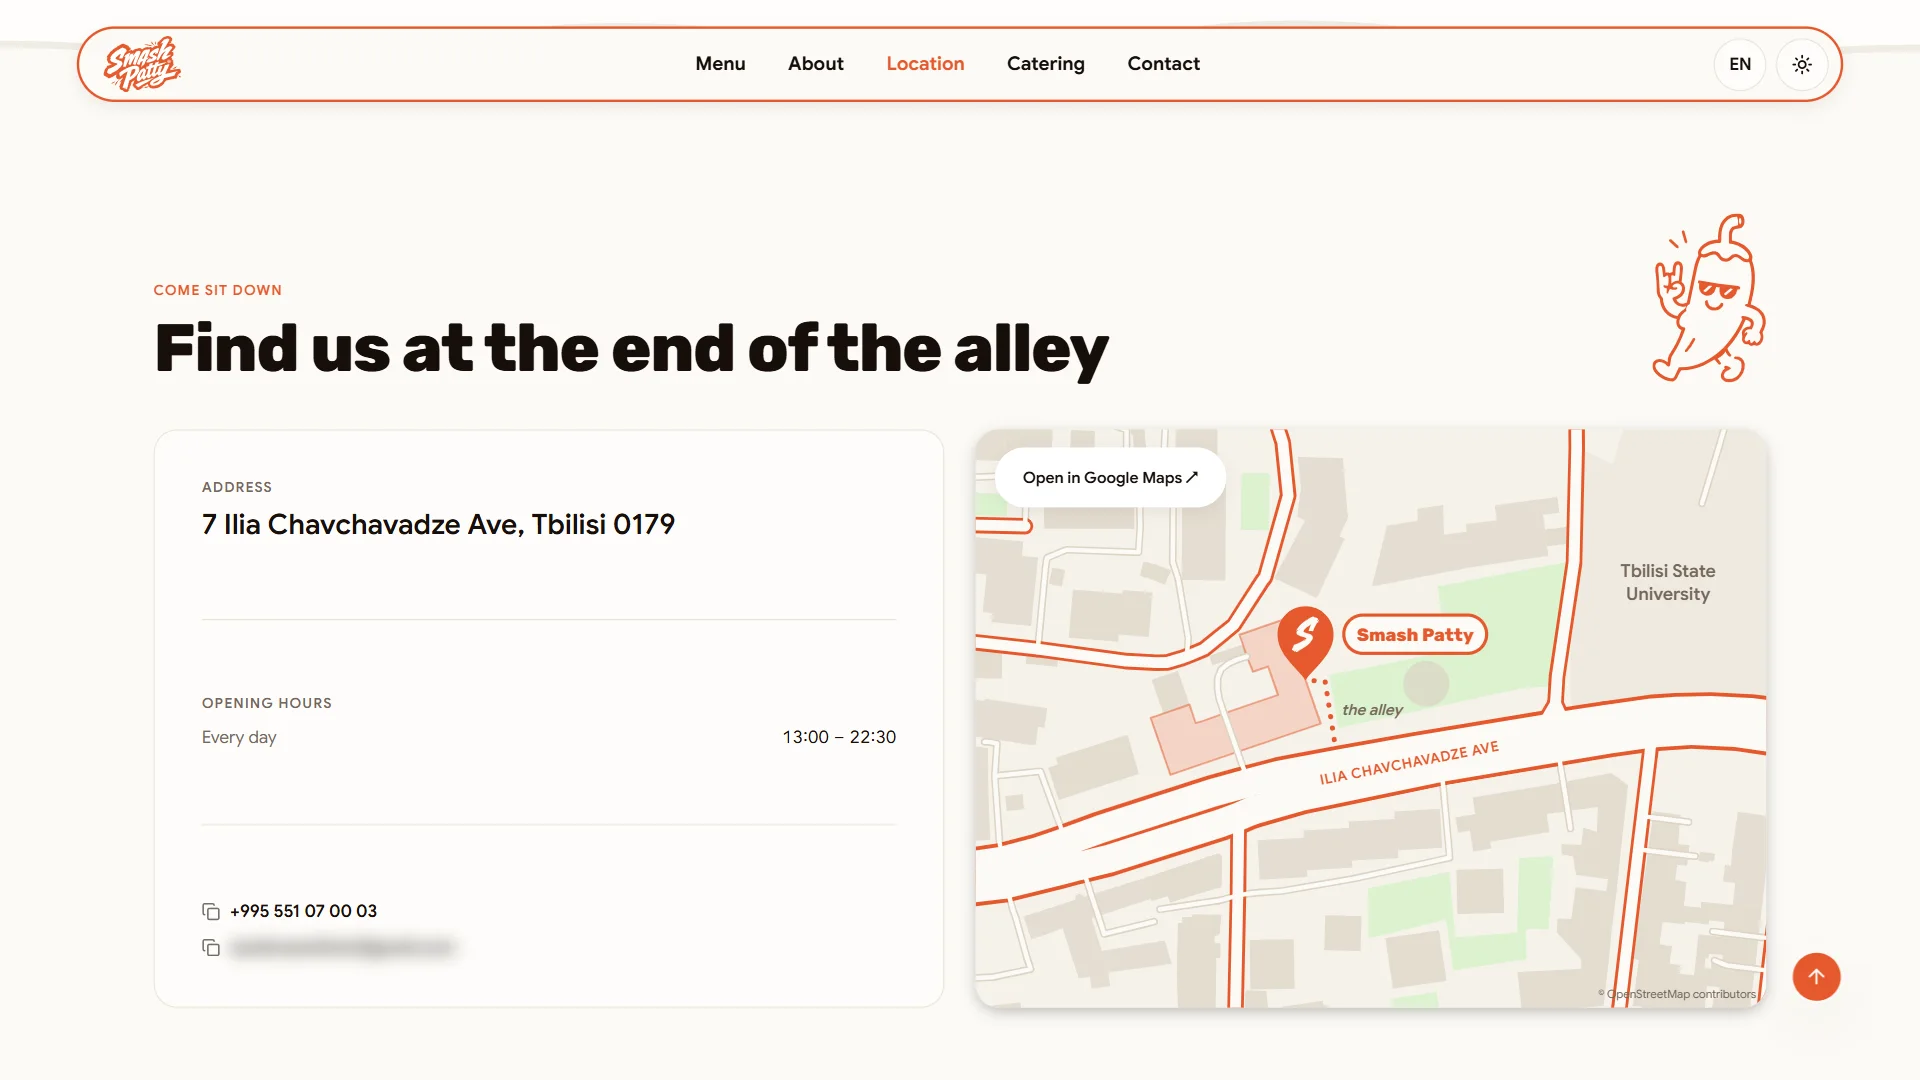 Smash
Patty
Menu
About
Location
Catering
Contact
EN
COME SIT DOWN
Find us at the end of the alley
ADDRESS
7 Ilia Chavchavadze Ave, Tbilisi 0179
OPENING HOURS
Every day
13:00 – 22:30
+995 551 07 00 03
Open in Google Maps ↗
Tbilisi State
University
S
Smash Patty
the alley
ILIA CHAVCHAVADZE AVE
© OpenStreetMap contributors